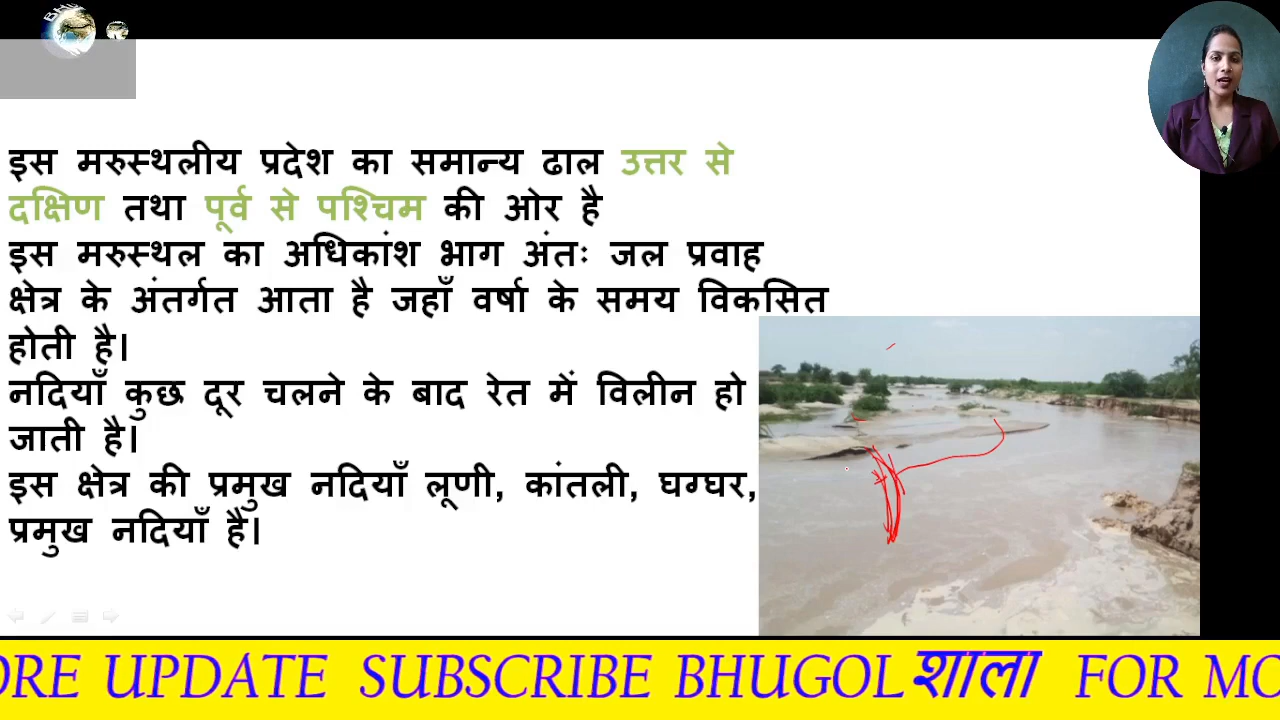 इस मरुस्थलीय प्रदेश का समान्य ढाल उत्तर से
दक्षिण तथा पूर्व से पश्चिम की ओर है
इस मरुस्थल का अधिकांश भाग अंतः जल प्रवाह
क्षेत्र के अंतर्गत आता है जहाँ वर्षा के समय विकसित
होती है।
नदियाँ कुछ दूर चलने के बाद रेत में विलीन हो
जाती है।
इस क्षेत्र की प्रमुख नदियाँ लूणी, कांतली, घग्घर,
प्रमुख नदियाँ है।
ORE UPDATE SUBSCRIBE BHUGOL शाला FOR MO